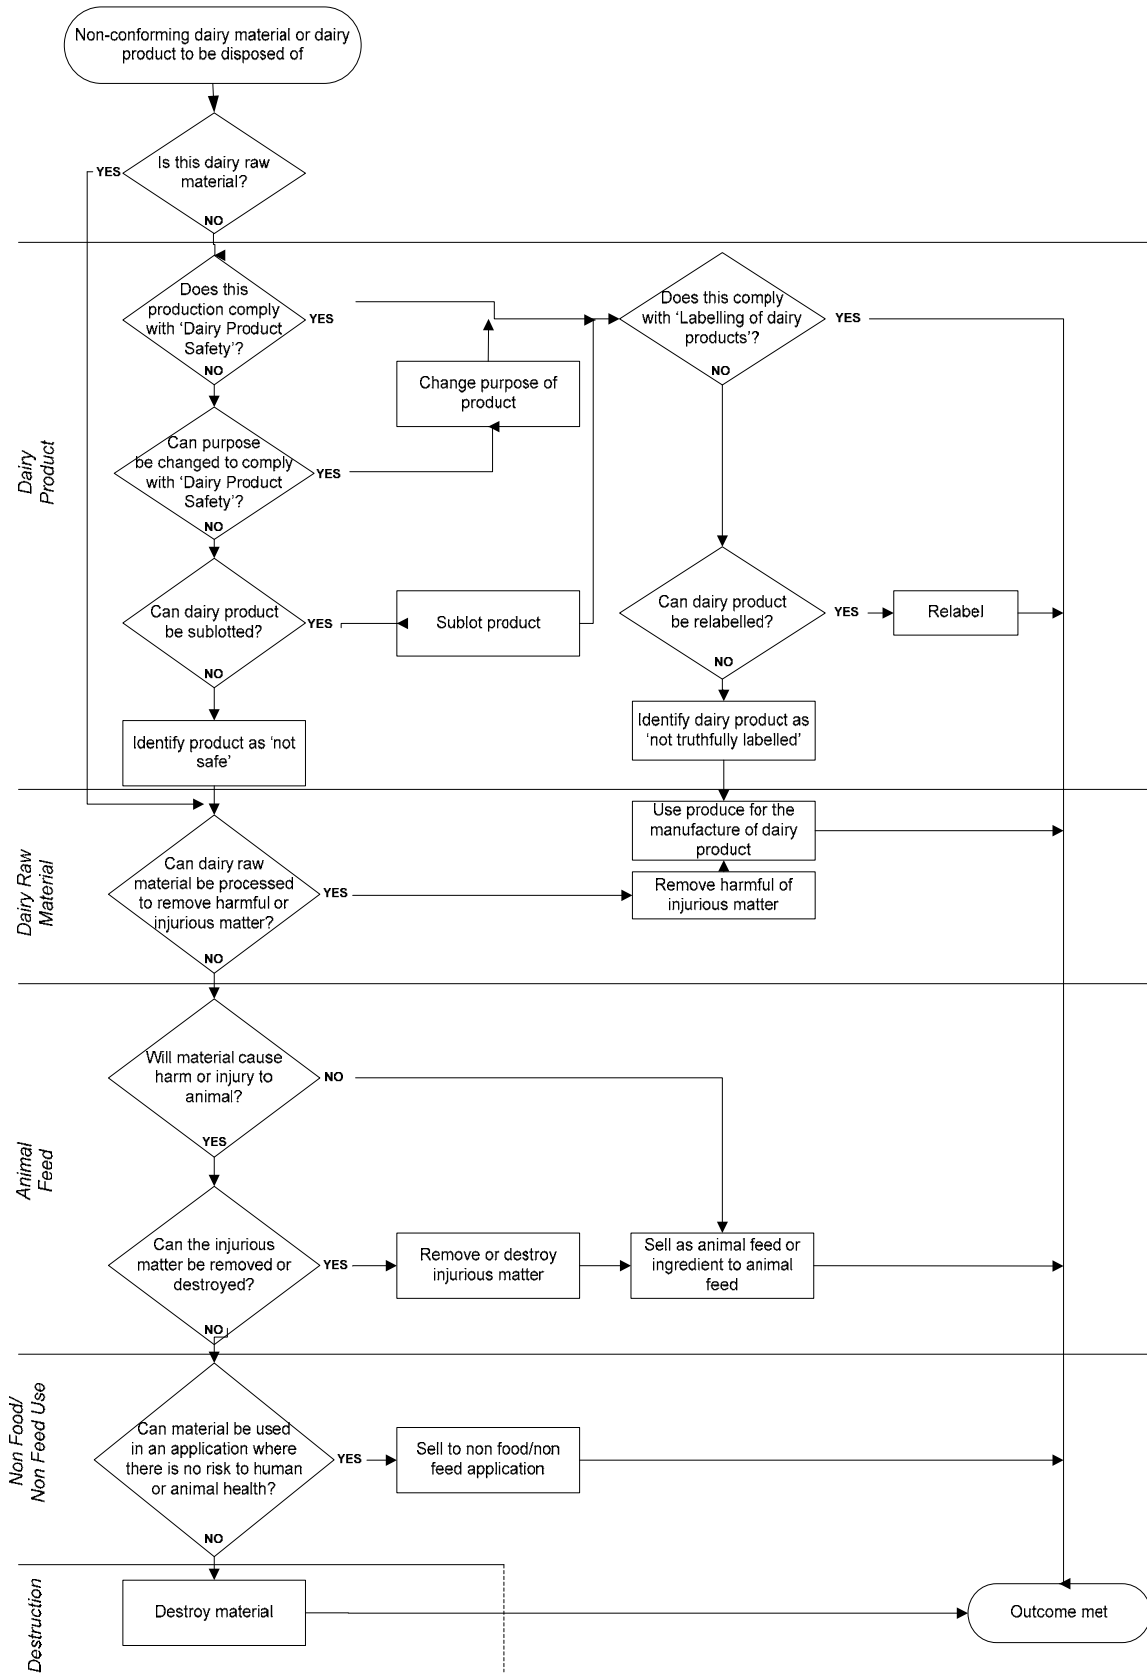 Non-conforming dairy material or dairy
product to be disposed of
Is this dairy raw
material?
YES
NO
Dairy
Product
Does this
production comply
with ‘Dairy Product
Safety’?
YES
NO
Does this comply
with ‘Labelling of dairy
products’?
YES
NO
Change purpose of
product
Can purpose
be changed to comply
with ‘Dairy Product
Safety’?
YES
NO
Can dairy product
be sublotted?
YES
NO
Sublot product
Can dairy product
be relabelled?
YES
NO
Relabel
Identify product as ‘not
safe’
Identify dairy product as
‘not truthfully labelled’
Dairy Raw
Material
Use produce for the
manufacture of dairy
product
Can dairy raw
material be processed
to remove harmful or
injurious matter?
YES
NO
Remove harmful of
injurious matter
Animal
Feed
Will material cause
harm or injury to
animal?
NO
YES
Can the injurious
matter be removed or
destroyed?
YES
NO
Remove or destroy
injurious matter
Sell as animal feed or
ingredient to animal
feed
Non Food/
Non Feed Use
Can material be used
in an application where
there is no risk to human
or animal health?
YES
NO
Sell to non food/non
feed application
Destruction
Destroy material
Outcome met